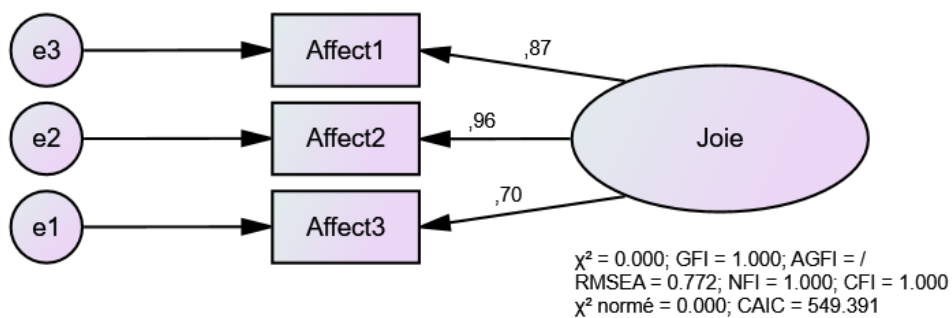 e3
Affect1
,87
e2
Affect2
,96
Joie
e1
Affect3
,70
χ² = 0.000; GFI = 1.000; AGFI = /
RMSEA = 0.772; NFI = 1.000; CFI = 1.000
χ² normé = 0.000; CAIC = 549.391